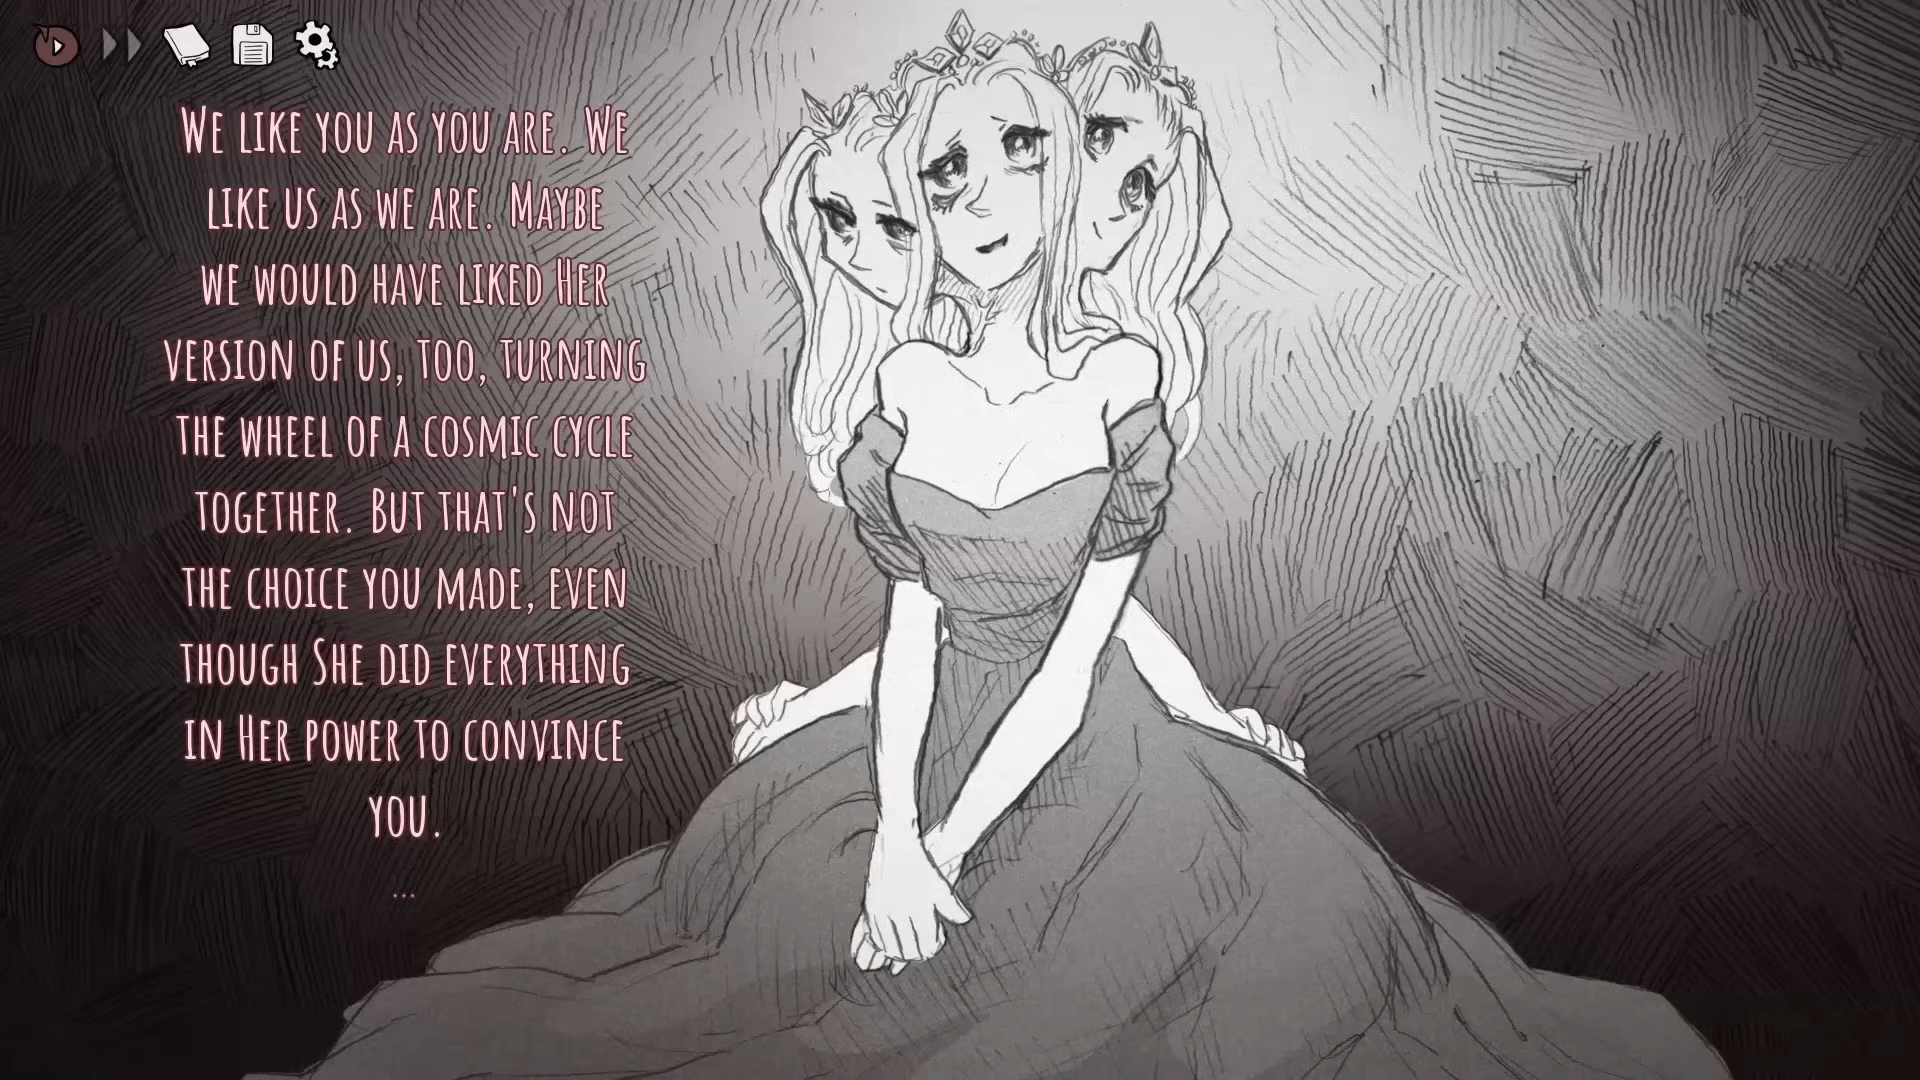 We like you as you are. We
like us as we are. Maybe
we would have liked Her
version of us, too, turning
the wheel of a cosmic cycle
together. But that's not
the choice you made, even
though She did everything
in Her power to convince
you.
...